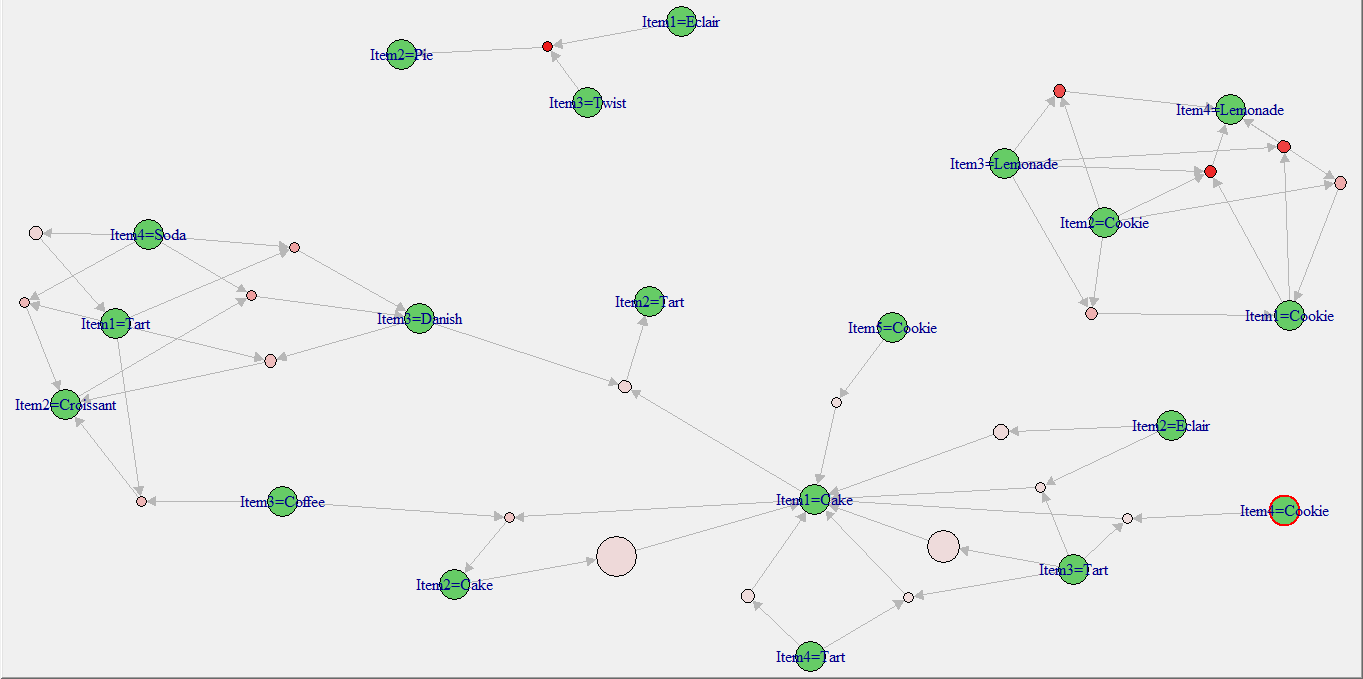 Item1=Eclair
Item2=Pie
Item3=Twist
Item4=Lemonade
Item3=Lemonade
Item2=Cookie
Item4=Soda
Item2=Tart
Item1=Cookie
Item3=Danish
Item1=Tart
Item5=Cookie
Item2=Croissant
Item2=Eclair
Item1=Cake
Item3=Coffee
Item4=Cookie
Item3=Tart
Item2=Cake
Item4=Tart